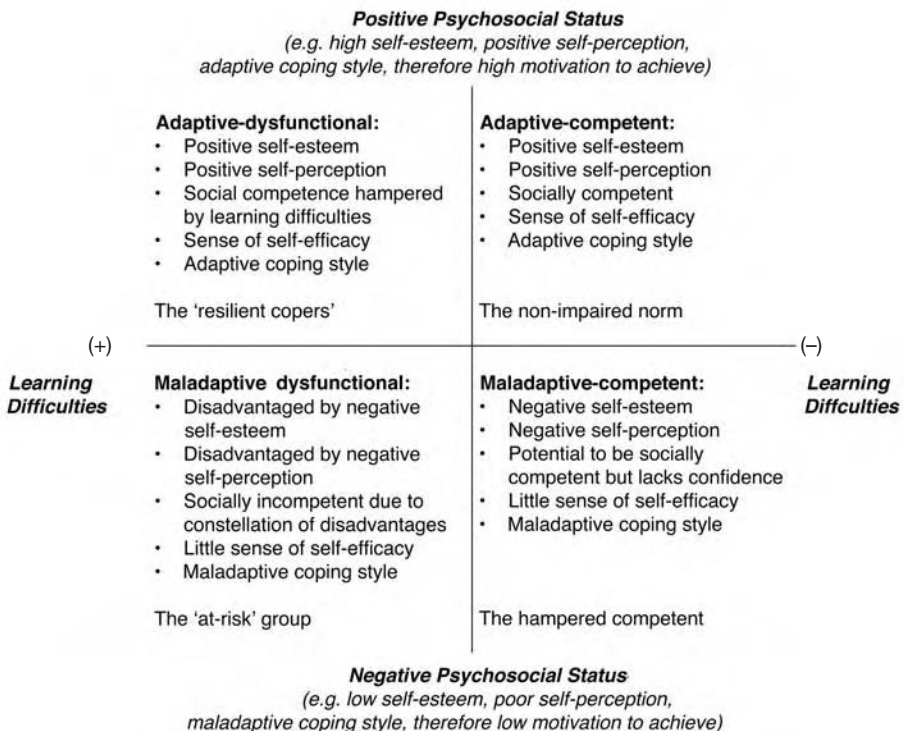 Positive Psychosocial Status
(e.g. high self-esteem, positive self-perception,
adaptive coping style, therefore high motivation to achieve)
Adaptive-dysfunctional:
• Positive self-esteem
• Positive self-perception
• Social competence hampered
by learning difficulties
• Sense of self-efficacy
• Adaptive coping style
The 'resilient copers'
Adaptive-competent:
• Positive self-esteem
• Positive self-perception
• Socially competent
• Sense of self-efficacy
• Adaptive coping style
The non-impaired norm
(+)
Learning
Difficulties
(–)
Learning
Diffculties
Maladaptive dysfunctional:
• Disadvantaged by negative
self-esteem
• Disadvantaged by negative
self-perception
• Socially incompetent due to
constellation of disadvantages
• Little sense of self-efficacy
• Maladaptive coping style
The 'at-risk' group
Maladaptive-competent:
• Negative self-esteem
• Negative self-perception
• Potential to be socially
competent but lacks confidence
• Little sense of self-efficacy
• Maladaptive coping style
The hampered competent
Negative Psychosocial Status
(e.g. low self-esteem, poor self-perception,
maladaptive coping style, therefore low motivation to achieve)